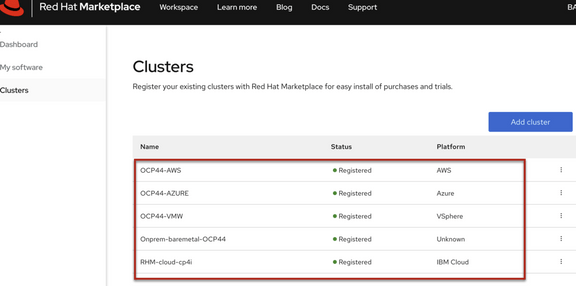 Red Hat Marketplace Workspace Learn more Blog Docs Support
Dashboard
My software
Clusters
Clusters
Register your existing clusters with Red Hat Marketplace for easy install of purchases and trials.
Add cluster
Name Status Platform
OCP44-AWS Registered AWS
OCP44-AZURE Registered Azure
OCP44-VMW Registered VSphere
Onprem-baremetal-OCP44 Registered Unknown
RHM-cloud-cp4i Registered IBM Cloud